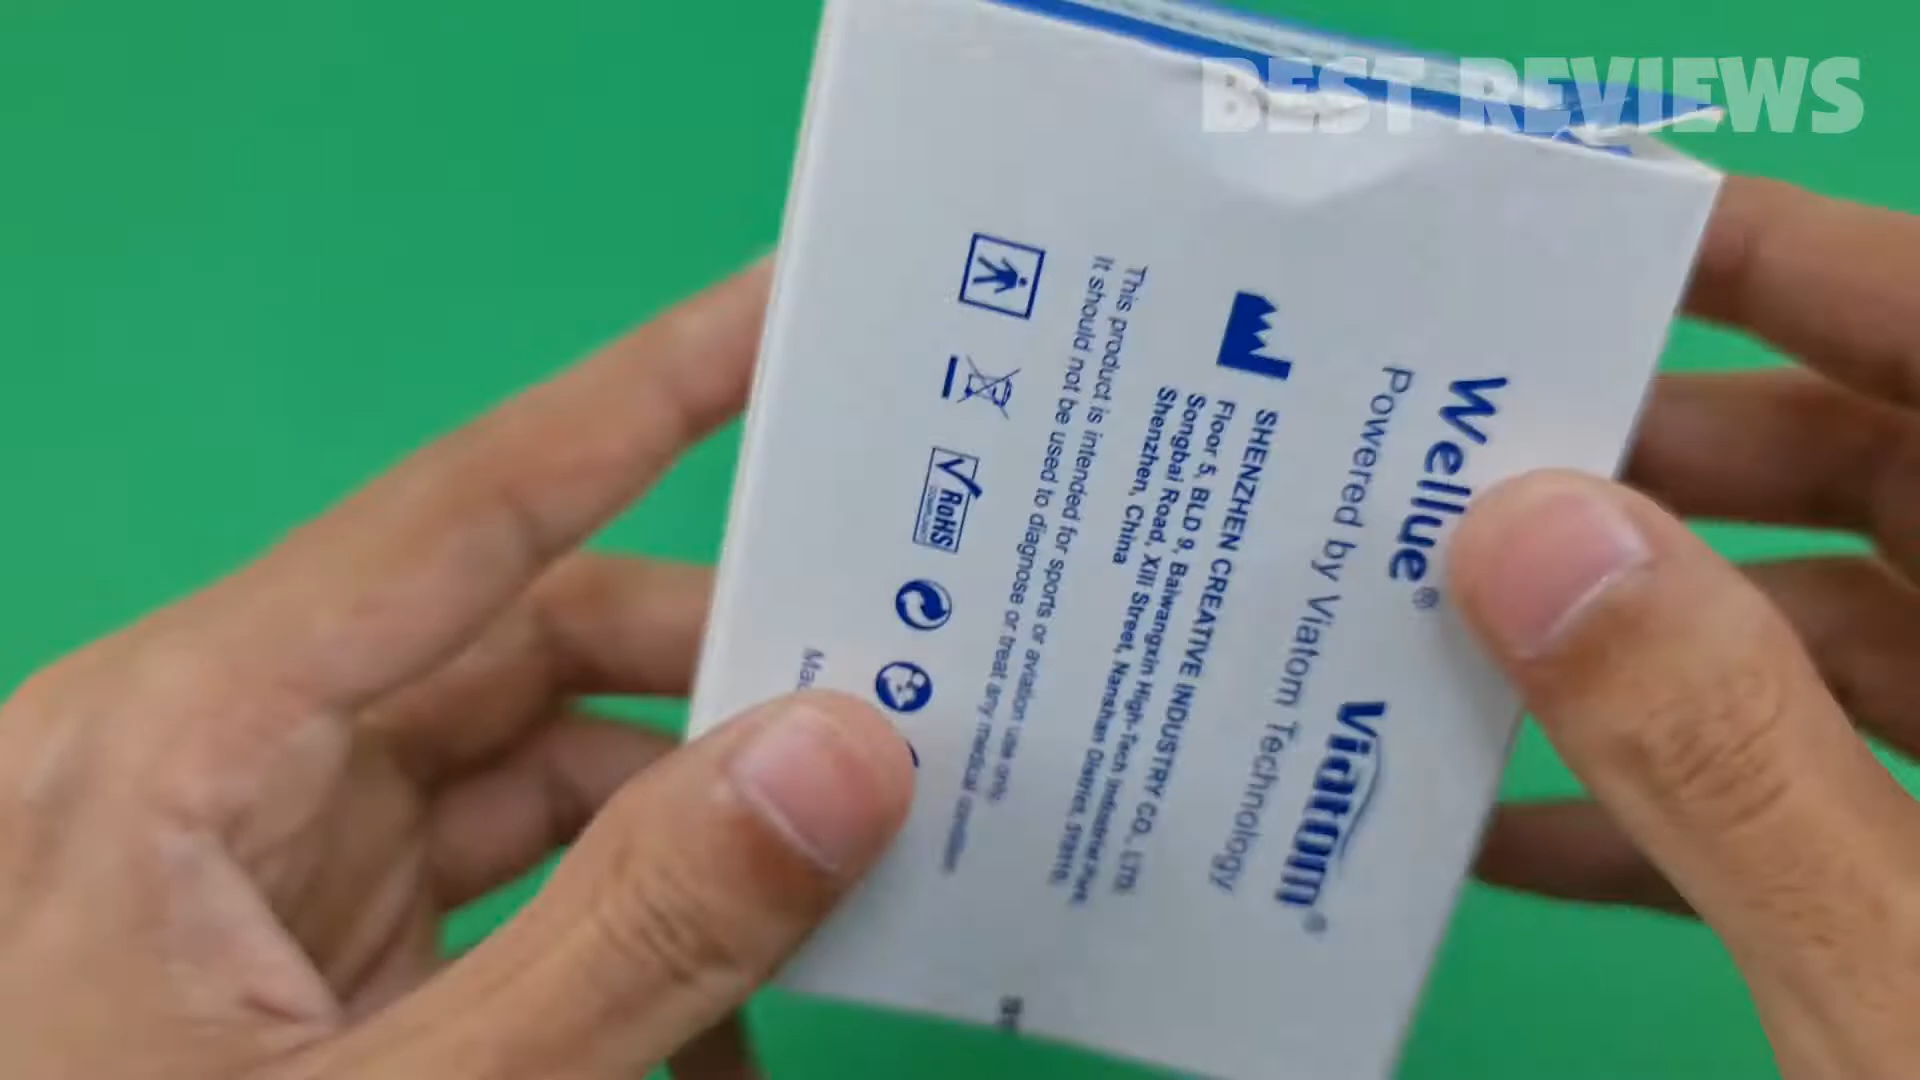 BEST REVIEWS
Wellue® Viatom®
Powered by Viatom Technology
SHENZHEN CREATIVE INDUSTRY CO., LTD.
Floor 5, BLD 9, Baiwangxin High-Tech Industrial Park,
Songbai Road, Xili Street, Nanshan District, 518110,
Shenzhen, China
This product is intended for sports or aviation use only.
It should not be used to diagnose or treat any medical condition
RoHS